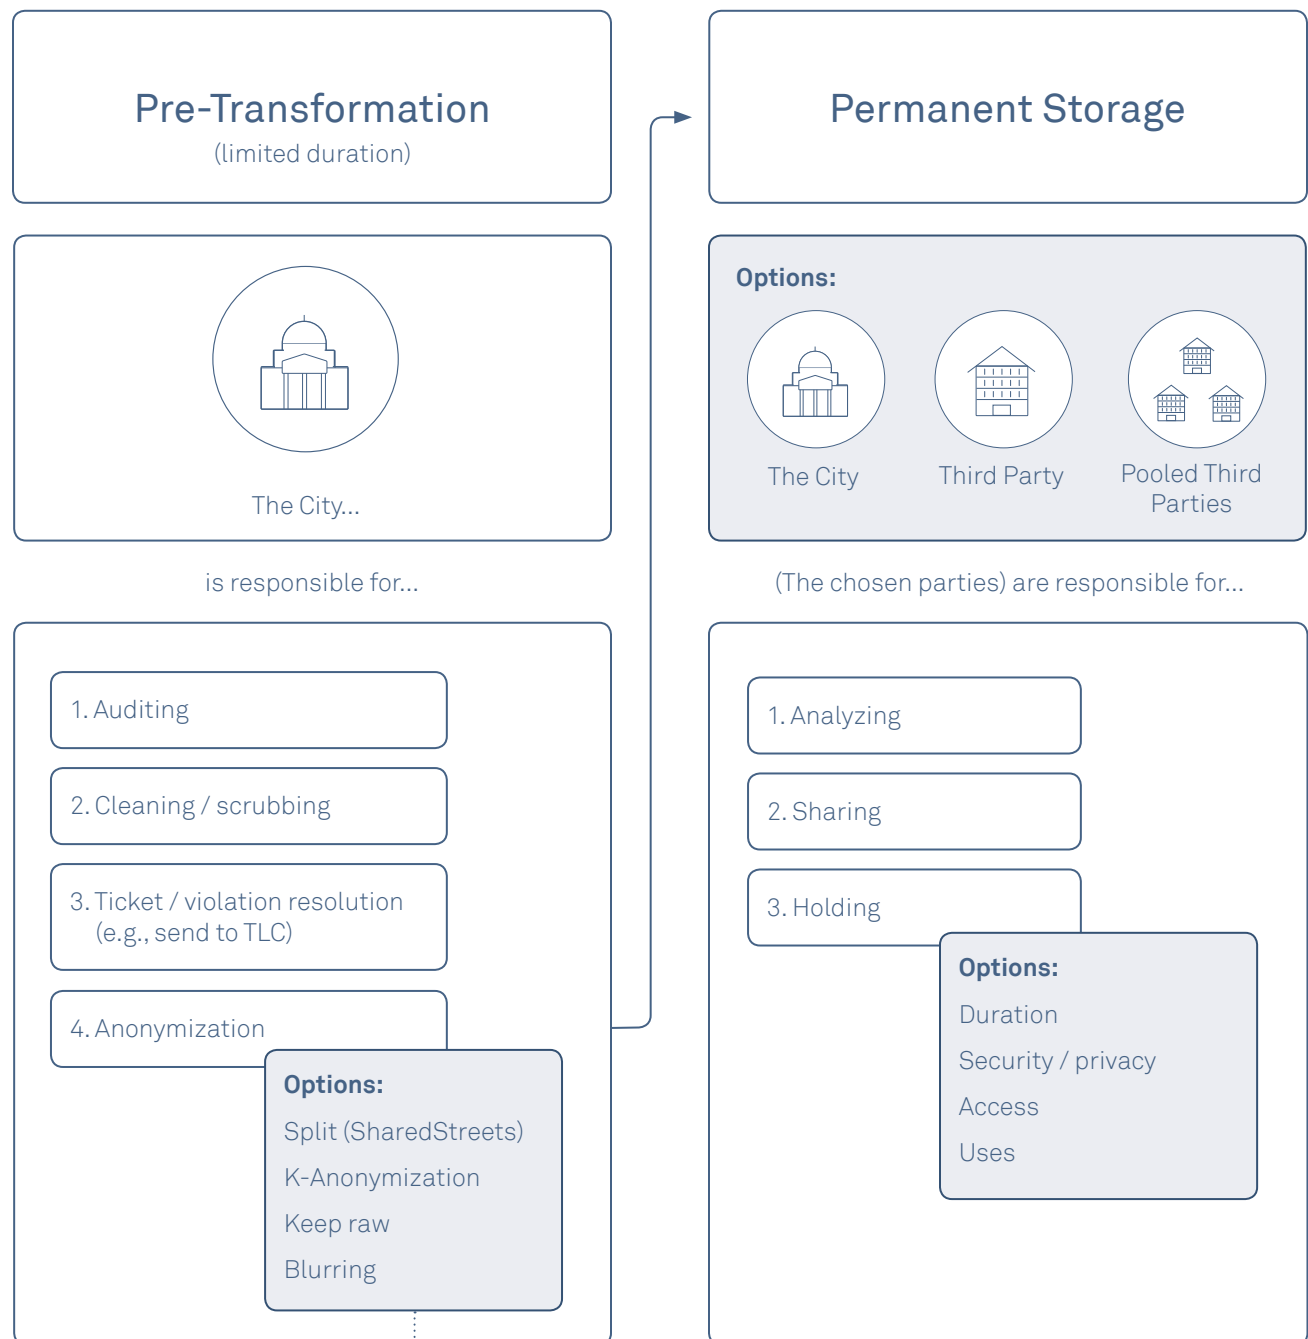 Pre-Transformation
(limited duration)
The City...
is responsible for...
1. Auditing
2. Cleaning / scrubbing
3. Ticket / violation resolution
(e.g., send to TLC)
4. Anonymization
Options:
Split (SharedStreets)
K-Anonymization
Keep raw
Blurring
Permanent Storage
Options:
The City
Third Party
Pooled Third
Parties
(The chosen parties) are responsible for...
1. Analyzing
2. Sharing
3. Holding
Options:
Duration
Security / privacy
Access
Uses